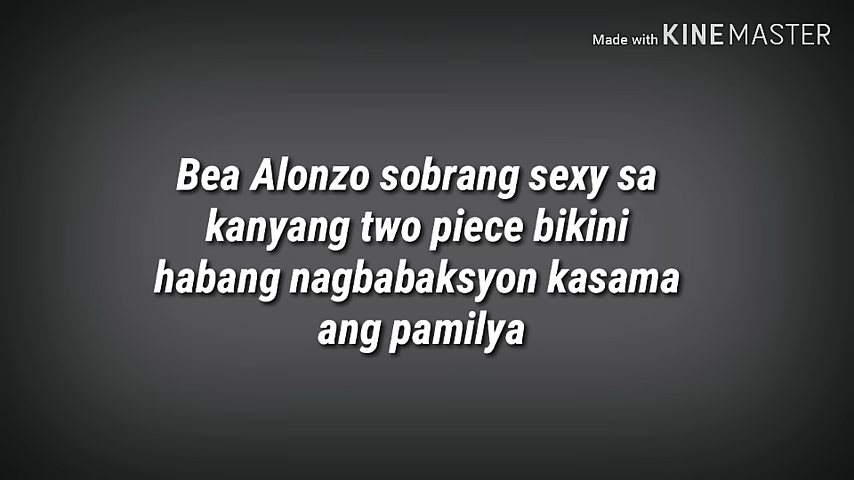 Made with KINEMASTER
Bea Alonzo sobrang sexy sa
kanyang two piece bikini
habang nagbabaksyon kasama
ang pamilya